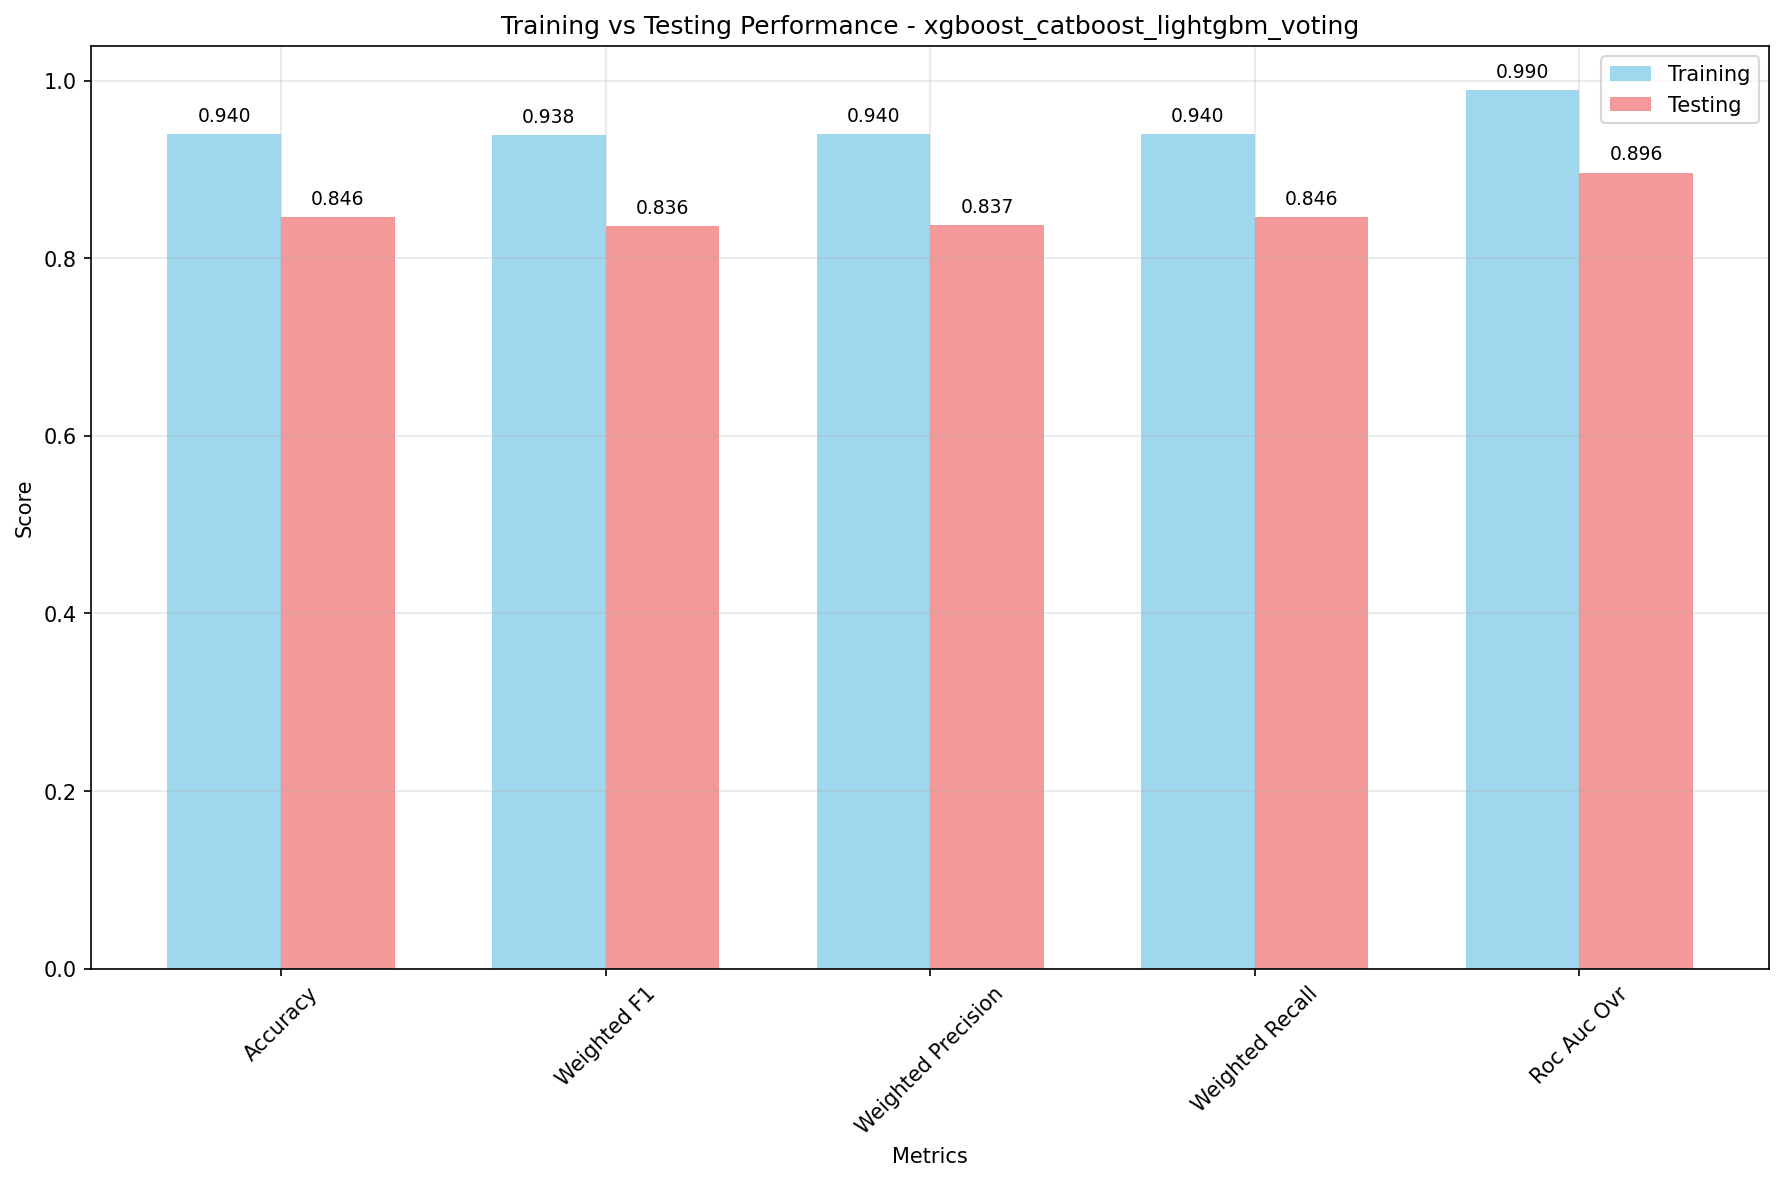 Training vs Testing Performance - xgboost_catboost_lightgbm_voting
Training
Testing
1.0
0.8
0.6
0.4
0.2
0.0
Score
0.940
0.846
0.938
0.836
0.940
0.837
0.940
0.846
0.990
0.896
Accuracy
Weighted F1
Weighted Precision
Weighted Recall
Roc Auc Ovr
Metrics